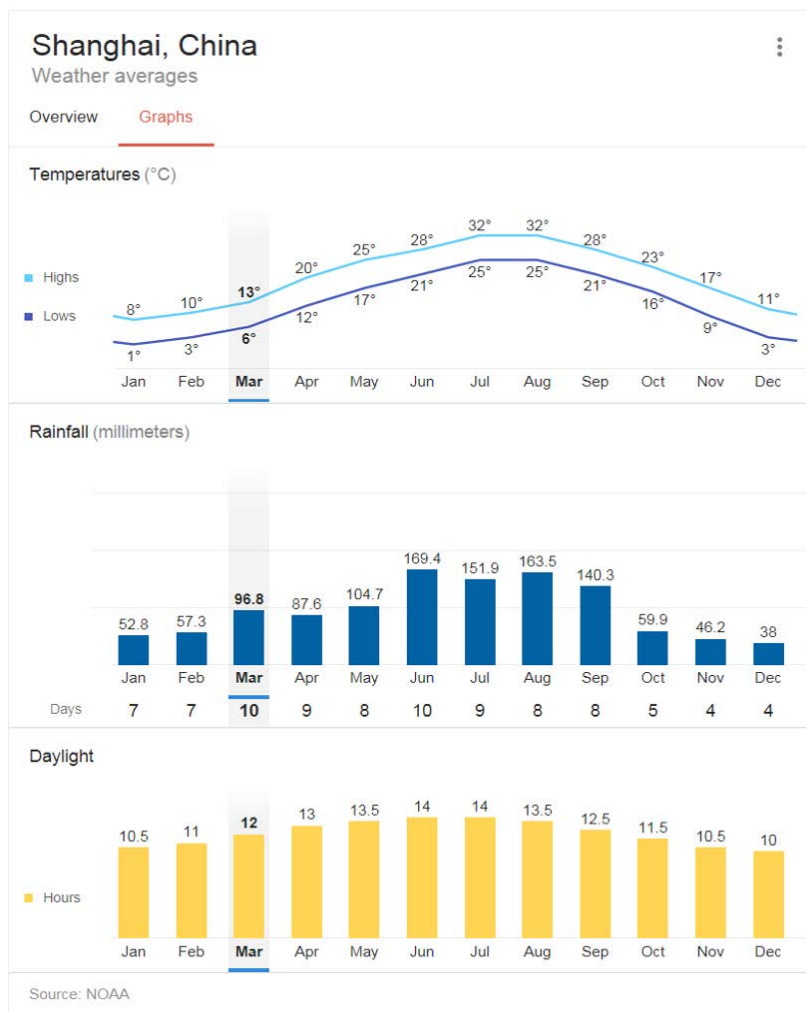 Shanghai, China
Weather averages
Overview Graphs
Temperatures (°C)
32° 32°
28° 28°
25° 23°
20° 17°
Highs 13° 25° 25° 11°
10° 21° 21°
8° 17° 16°
Lows 12° 9°
6°
1° 3° 3°
Jan Feb Mar Apr May Jun Jul Aug Sep Oct Nov Dec
Rainfall (millimeters)
52.8 57.3 96.8 87.6 104.7 169.4 151.9 163.5 140.3 59.9 46.2 38
Jan Feb Mar Apr May Jun Jul Aug Sep Oct Nov Dec
Days 7 7 10 9 8 10 9 8 8 5 4 4
Daylight
10.5 11 12 13 13.5 14 14 13.5 12.5 11.5 10.5 10
Hours
Jan Feb Mar Apr May Jun Jul Aug Sep Oct Nov Dec
Source: NOAA